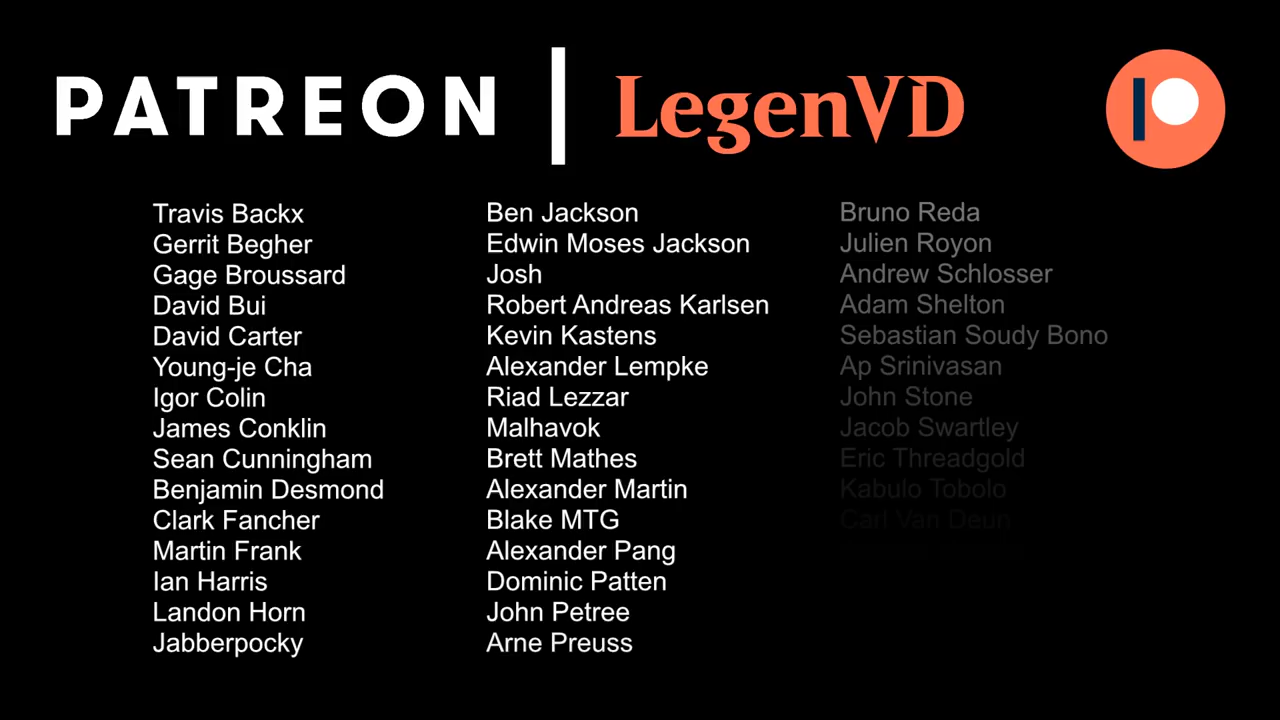 PATREON | LegenVD
Travis Backx
Gerrit Begher
Gage Broussard
David Bui
David Carter
Young-je Cha
Igor Colin
James Conklin
Sean Cunningham
Benjamin Desmond
Clark Fancher
Martin Frank
Ian Harris
Landon Horn
Jabberpocky
Ben Jackson
Edwin Moses Jackson
Josh
Robert Andreas Karlsen
Kevin Kastens
Alexander Lempke
Riad Lezzar
Malhavok
Brett Mathes
Alexander Martin
Blake MTG
Alexander Pang
Dominic Patten
John Petree
Arne Preuss
Bruno Reda
Julien Royon
Andrew Schlosser
Adam Shelton
Sebastian Soudy Bono
Ap Srinivasan
John Stone
Jacob Swartley
Eric Threadgold
Kabulo Tobolo
Carl Van Deun